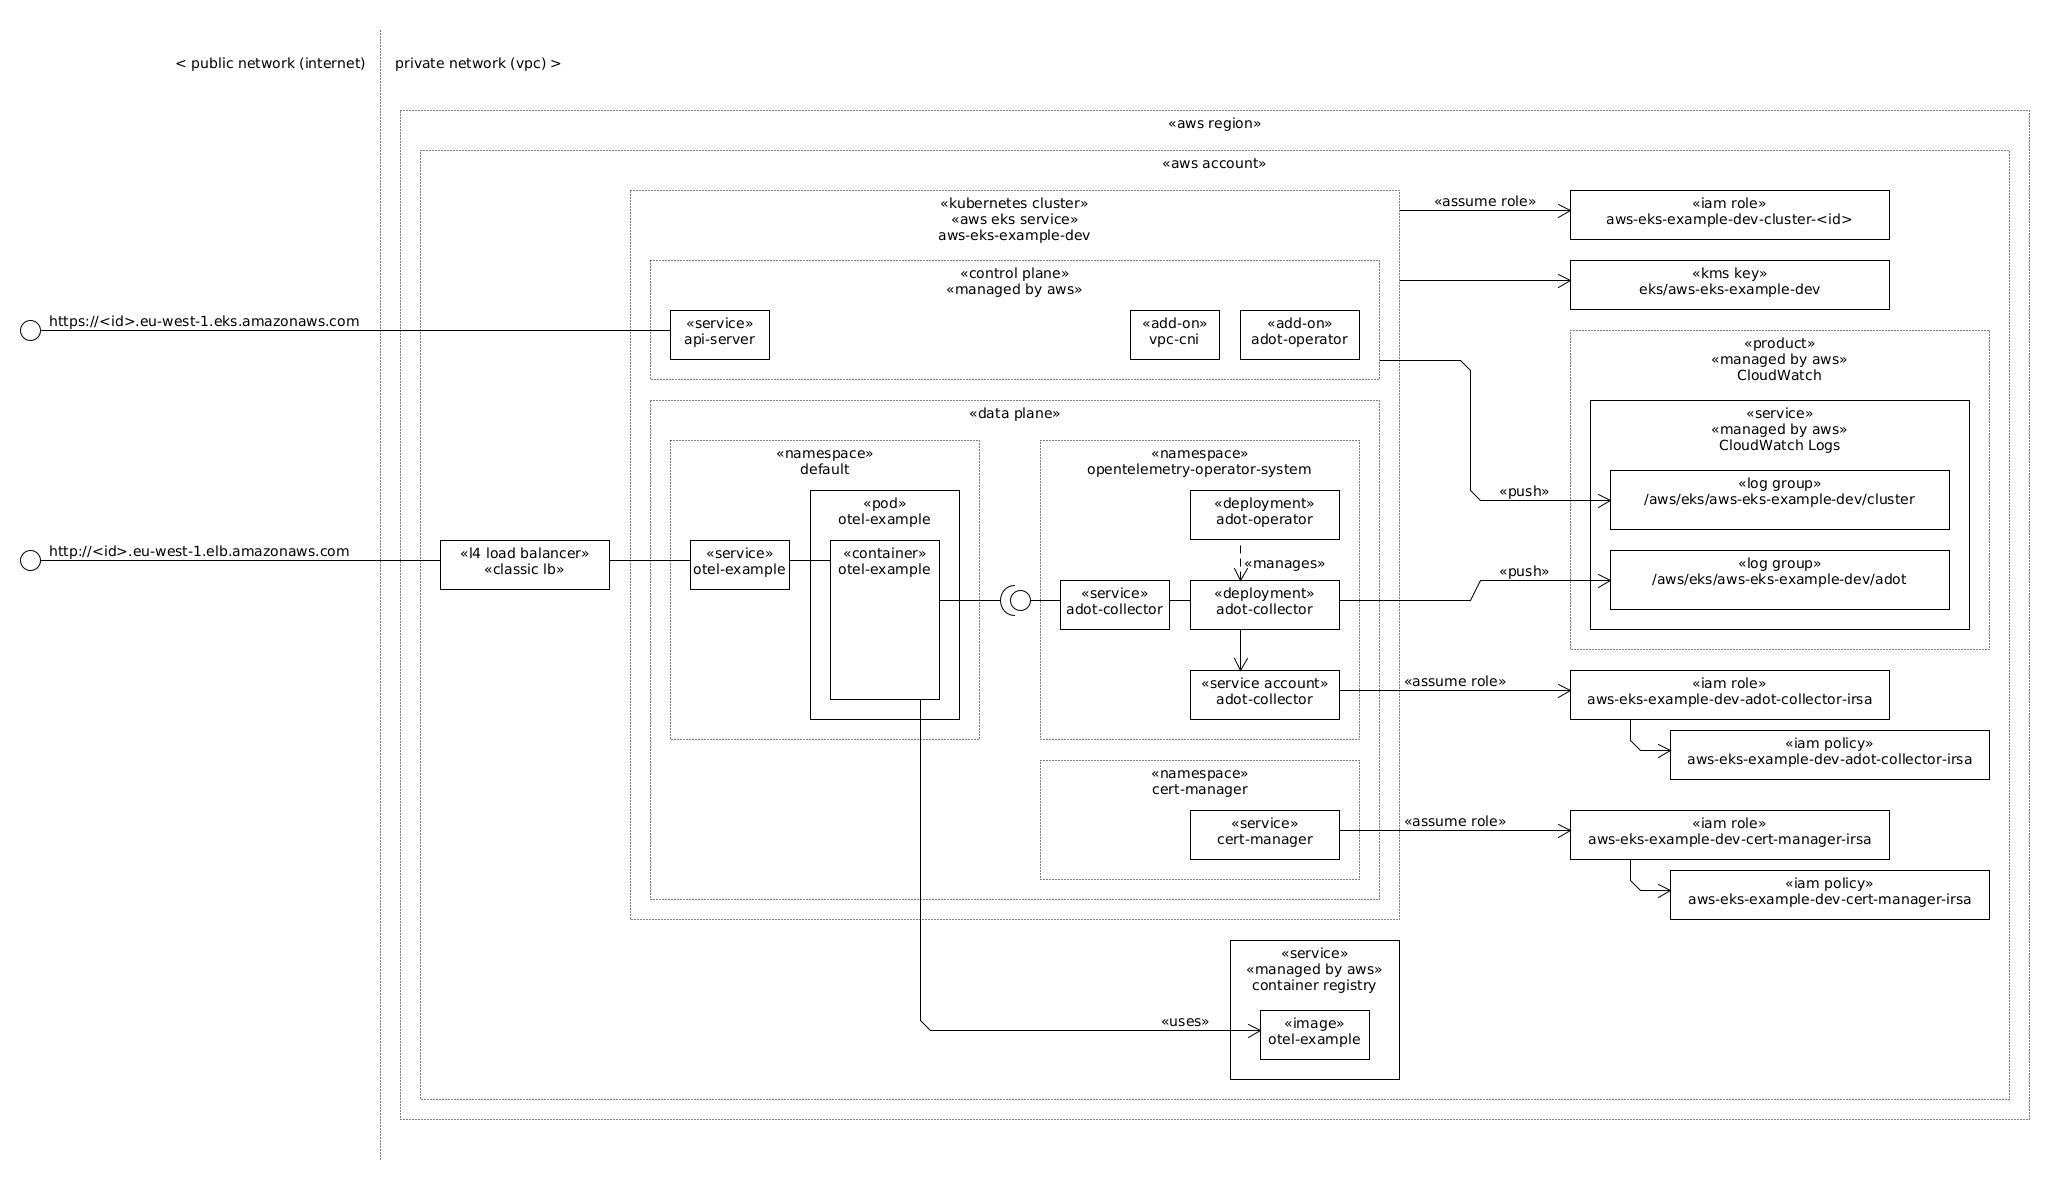 < public network (internet)
private network (vpc) >
«aws region»
«aws account»
«kubernetes cluster»
«aws eks service»
aws-eks-example-dev
«assume role»
«iam role»
aws-eks-example-dev-cluster-<id>
«control plane»
«managed by aws»
«kms key»
eks/aws-eks-example-dev
https://<id>.eu-west-1.eks.amazonaws.com
«service»
api-server
«add-on»
vpc-cni
«add-on»
adot-operator
«product»
«managed by aws»
CloudWatch
«data plane»
«service»
«managed by aws»
CloudWatch Logs
«namespace»
default
«namespace»
opentelemetry-operator-system
«pod»
otel-example
«deployment»
adot-operator
«push»
«log group»
/aws/eks/aws-eks-example-dev/cluster
http://<id>.eu-west-1.elb.amazonaws.com
«l4 load balancer»
«classic lb»
«service»
otel-example
«container»
otel-example
«manages»
«service»
adot-collector
«deployment»
adot-collector
«push»
«log group»
/aws/eks/aws-eks-example-dev/adot
«service account»
adot-collector
«assume role»
«iam role»
aws-eks-example-dev-adot-collector-irsa
«iam policy»
aws-eks-example-dev-adot-collector-irsa
«namespace»
cert-manager
«service»
cert-manager
«assume role»
«iam role»
aws-eks-example-dev-cert-manager-irsa
«iam policy»
aws-eks-example-dev-cert-manager-irsa
«service»
«managed by aws»
container registry
«uses»
«image»
otel-example